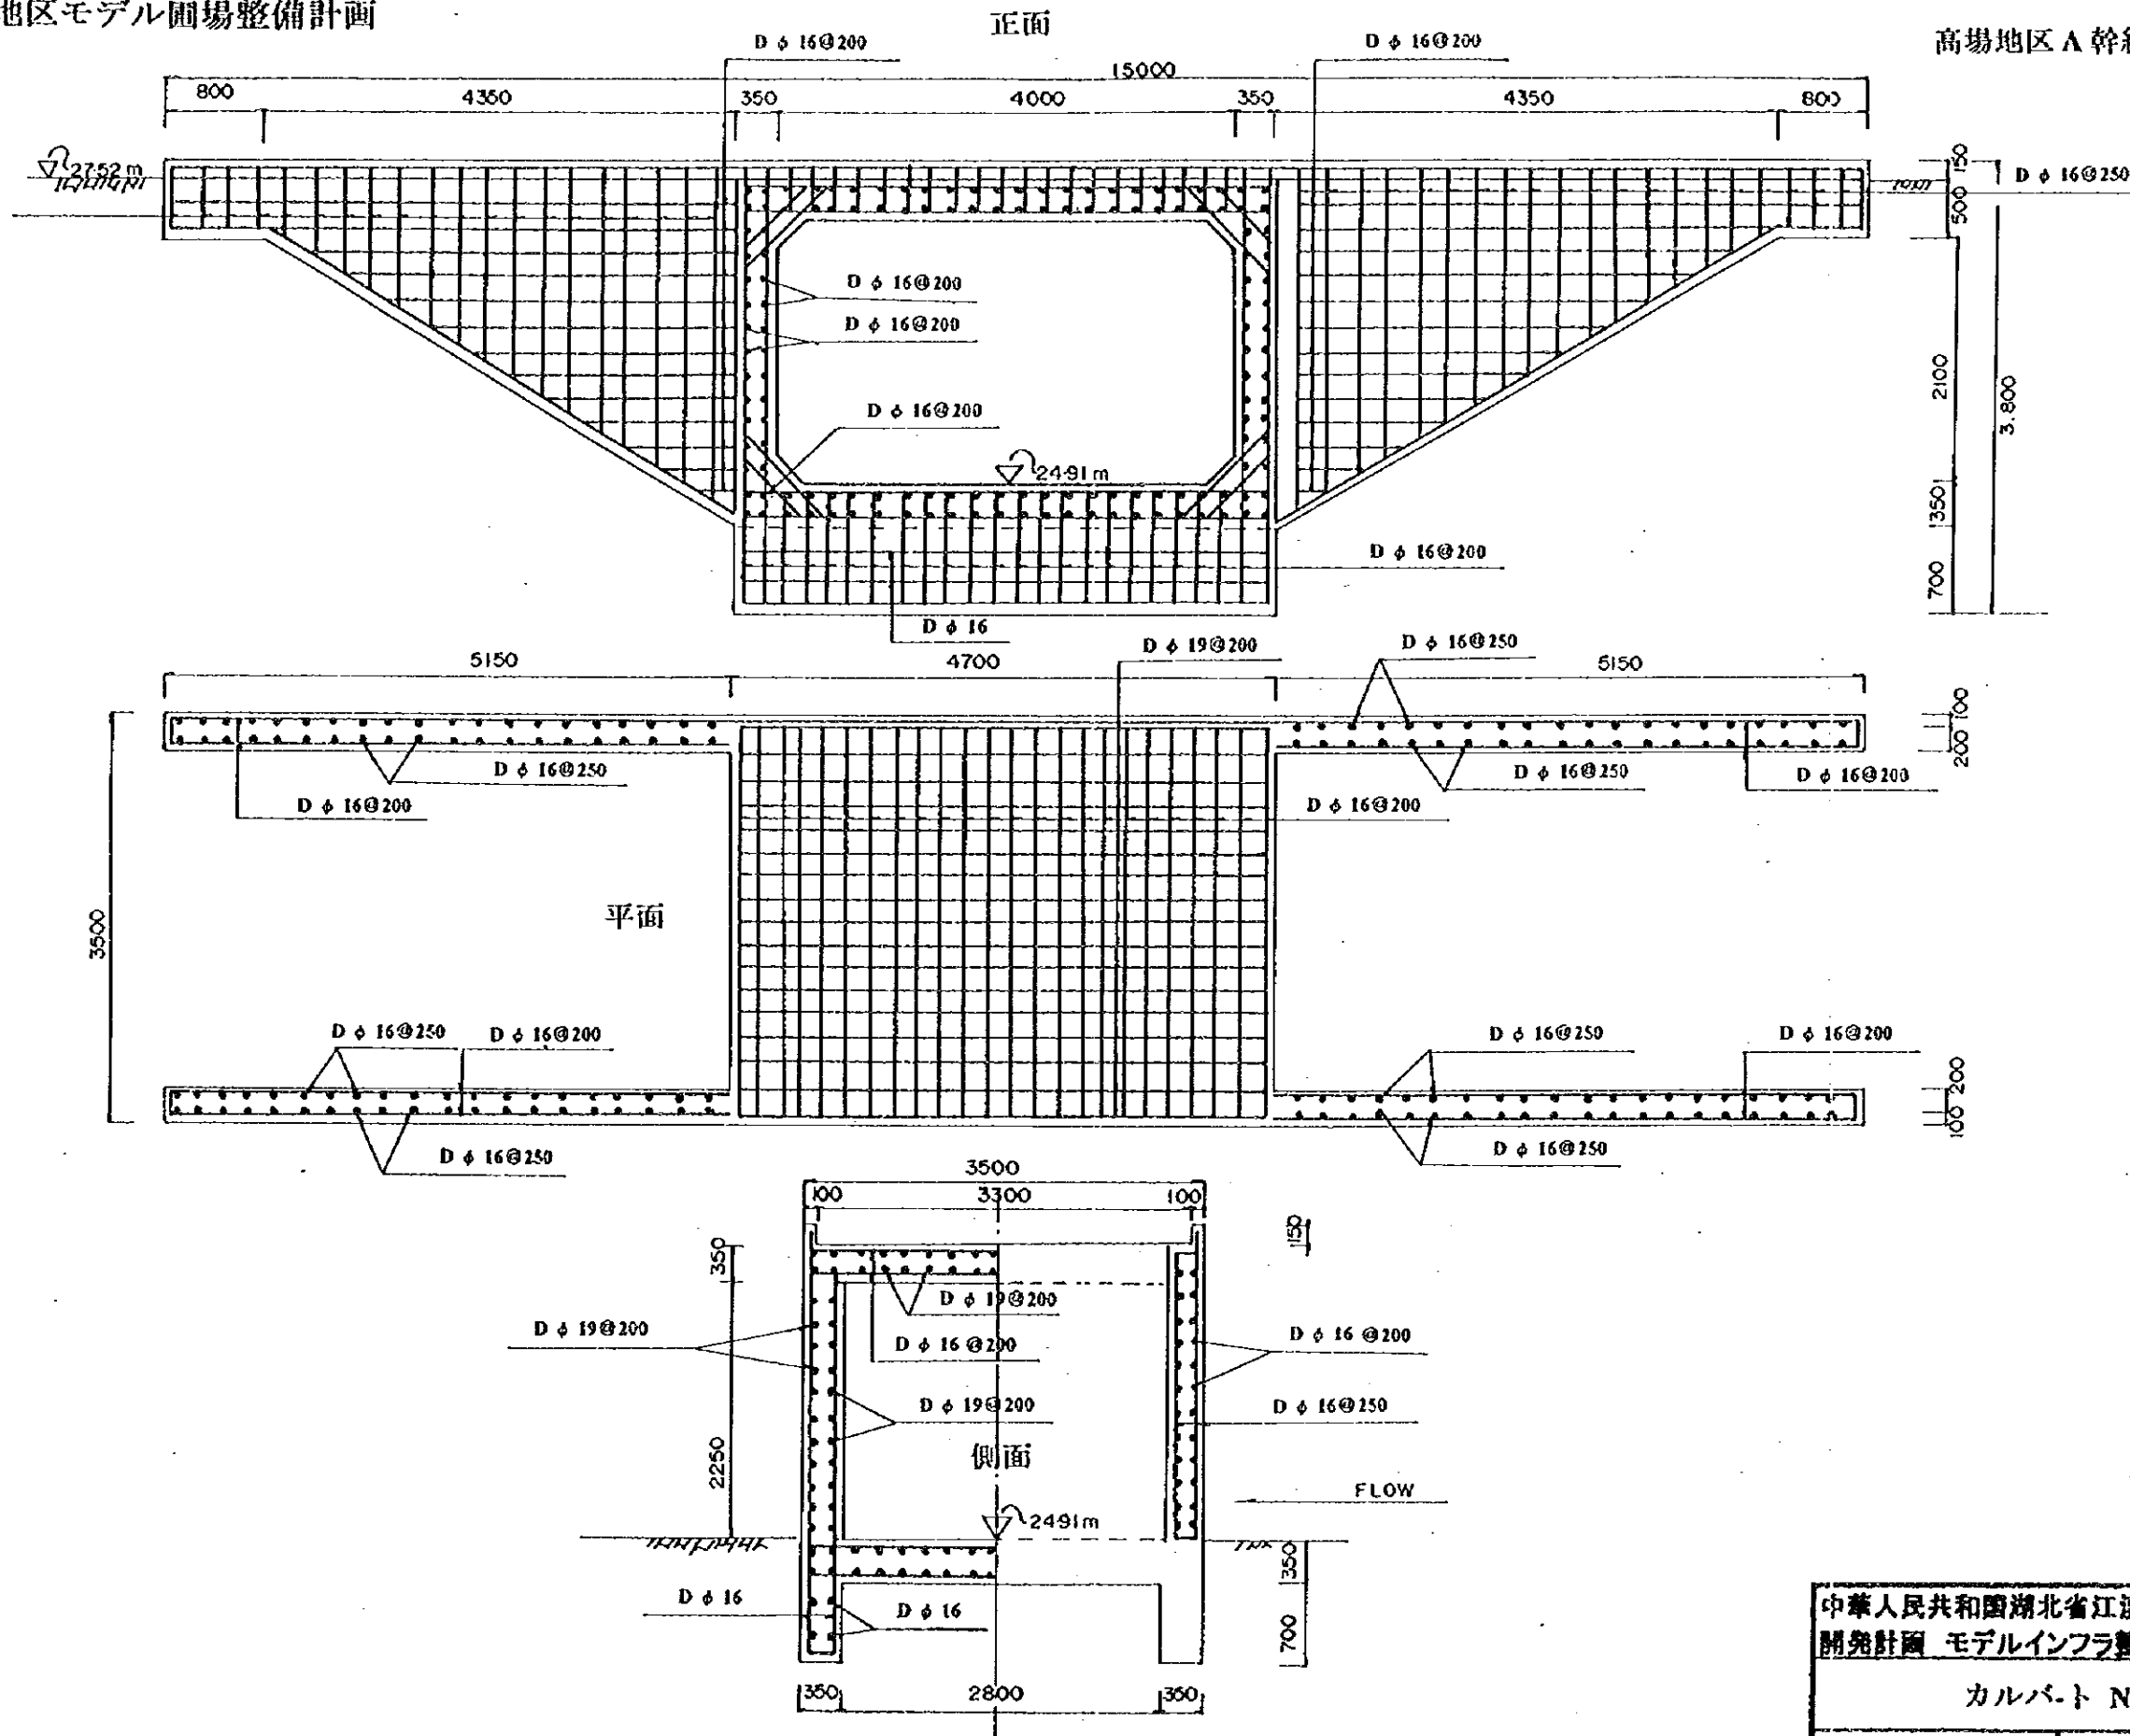 地区モデル圃場整備計画
正面
高場地区 A 幹
D φ 16@200
D φ 16@200
15000
800
4350
350
4000
350
4350
800
27.52 m
150
D φ 16@250
500
D φ 16@200
D φ 16@200
2100
3.800
D φ 16@200
24.91 m
350
D φ 16@200
700
D φ 16
D φ 19@200
D φ 16@250
5150
4700
5150
100
200
D φ 16@250
D φ 16@250
D φ 16@200
D φ 16@200
D φ 16@200
平面
3500
D φ 16@250
D φ 16@200
D φ 16@250
D φ 16@200
200
100
D φ 16@250
D φ 16@250
3500
100
3300
100
150
350
D φ 19@200
D φ 19@200
D φ 16 @200
D φ 16 @200
D φ 19@200
D φ 16@250
側面
2250
FLOW
24.91m
350
D φ 16
D φ 16
700
350
2800
350
中華人民共和国湖北省江
開発計画 モデルインフラ
カルバート N